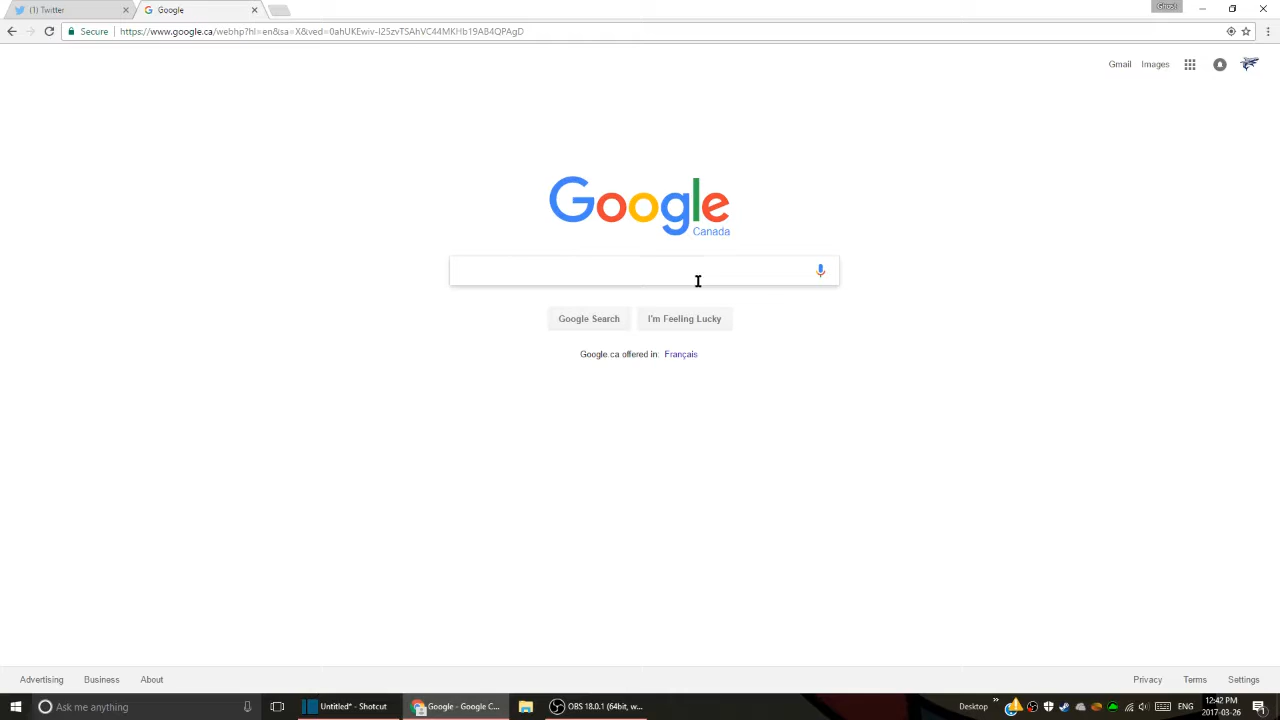 (1) Twitter
Google
Gmail
Secure
https://www.google.ca/webhp?hl=en&sa=X&ved=0ahUKEwiv-I25zvTSAhVC44MKHb19AB4QPAgD
Gmail Images
Google
Canada
Google Search
I'm Feeling Lucky
Google.ca offered in: Français
Advertising Business About
Privacy Terms Settings
Ask me anything
Untitled* - Shotcut
Google - Google C...
OBS 18.0.1 (64bit, w...
Desktop
ENG
12:42 PM
2017-03-26